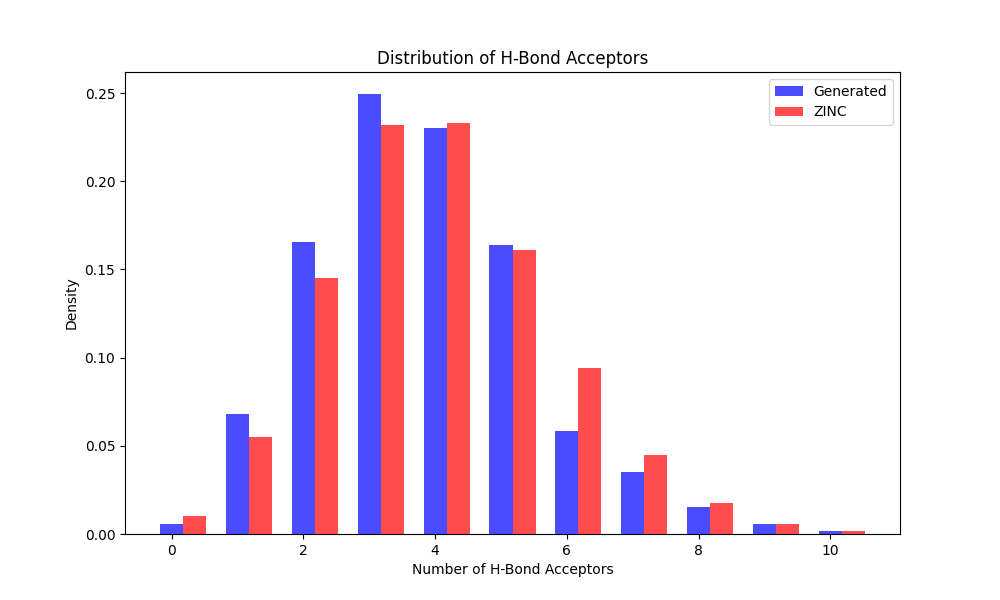 Distribution of H-Bond Acceptors
Generated
ZINC
0.25
0.20
0.15
0.10
0.05
0.00
Density
0
2
4
6
8
10
Number of H-Bond Acceptors